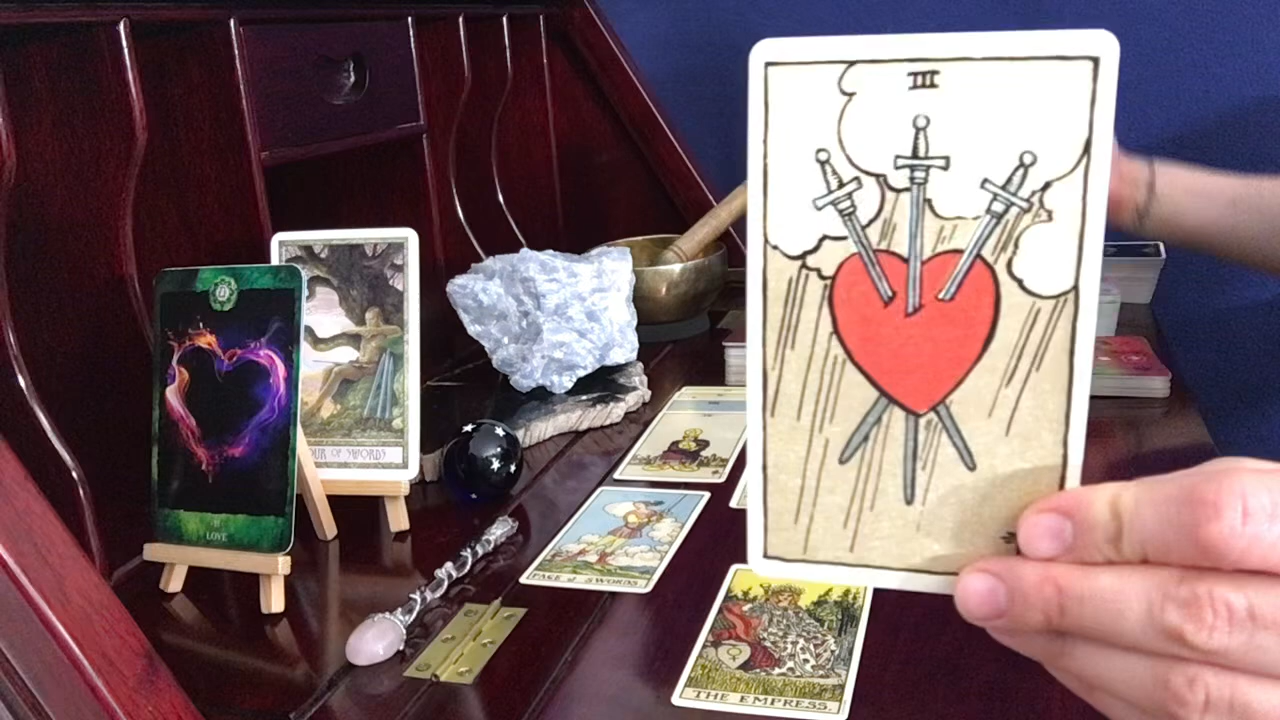 III
LOVE
OUR OF SWORDS
PAGE of SWORDS.
THE EMPRESS.